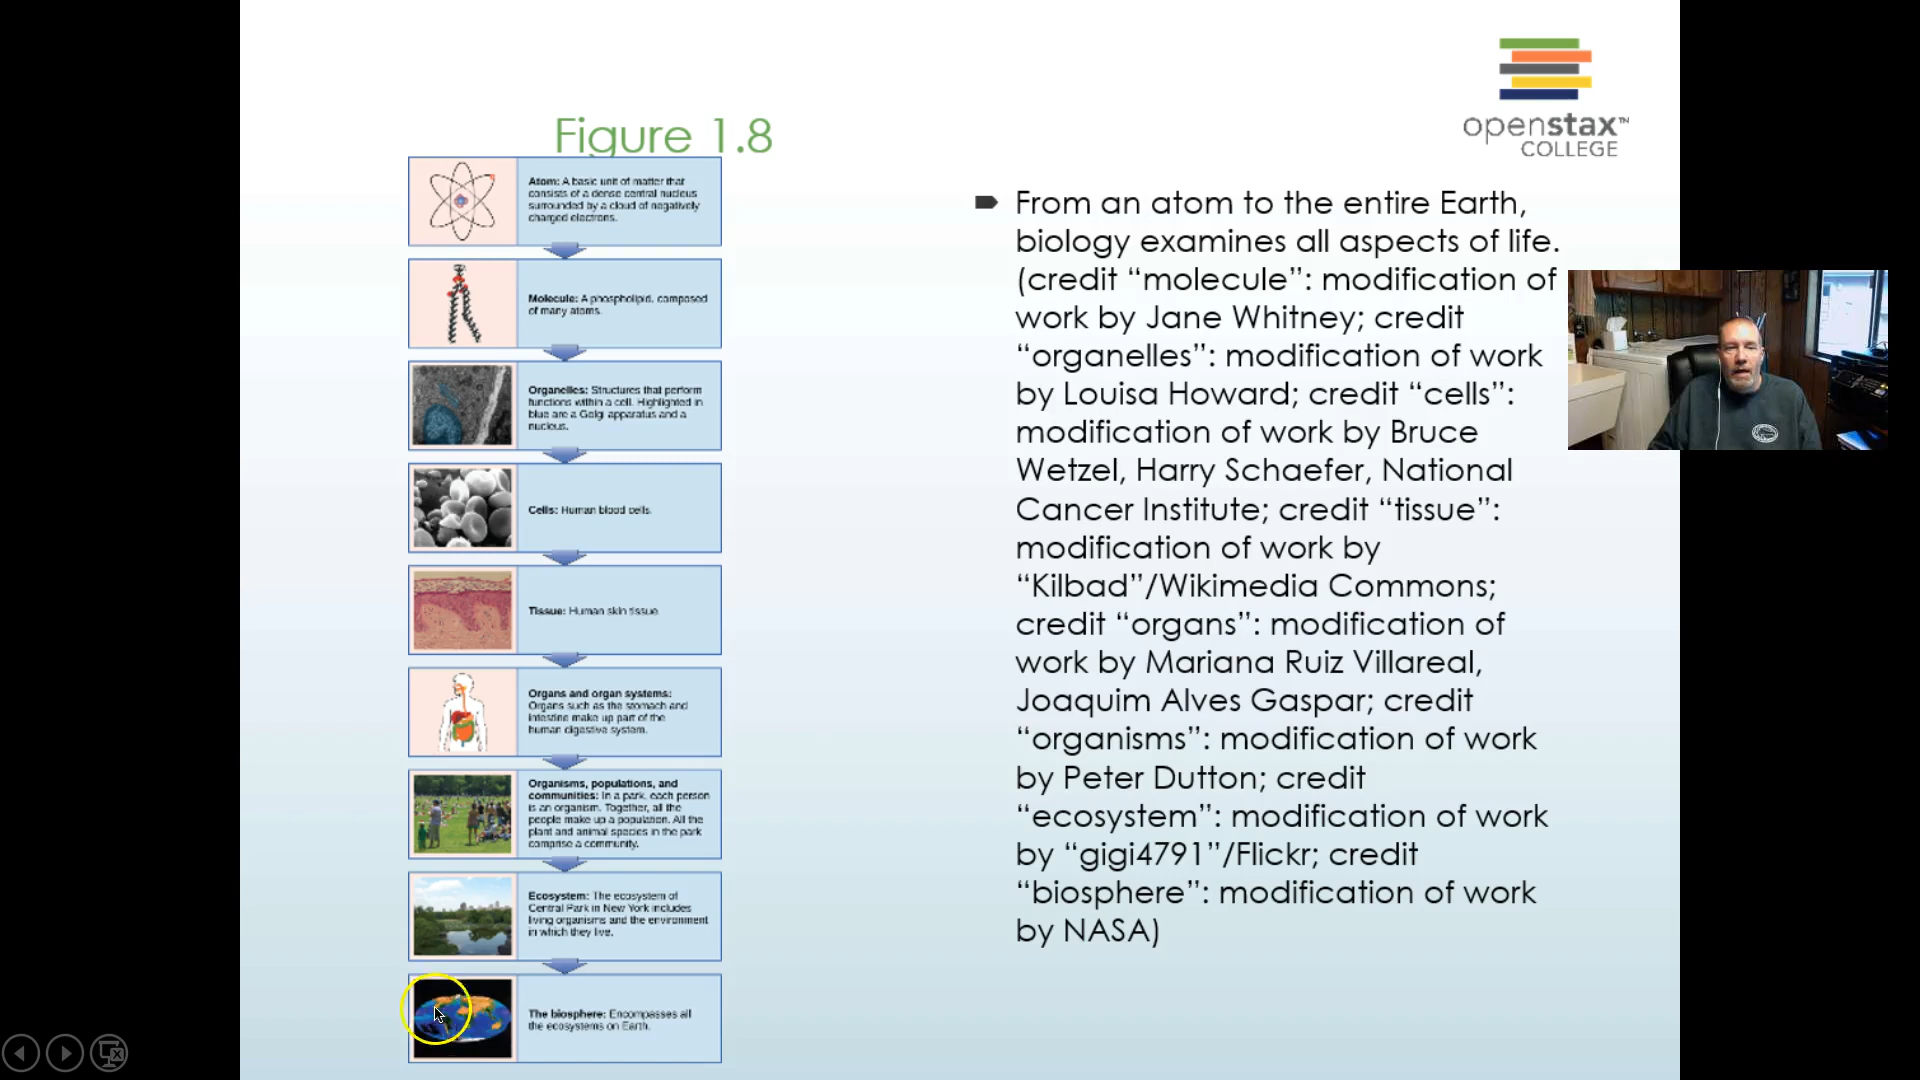 Figure 1.8
openstax™
COLLEGE
Atom: A basic unit of matter that
consists of a dense central nucleus
surrounded by a cloud of negatively
charged electrons.
Molecule: A phospholipid, composed
of many atoms.
Organelles: Structures that perform
functions within a cell. Highlighted in
blue are a Golgi apparatus and a
nucleus.
Cells: Human blood cells.
Tissue: Human skin tissue.
Organs and organ systems:
Organs such as the stomach and
intestine make up part of the
human digestive system.
Organisms, populations, and
communities: In a park, each person
is an organism. Together, all the
people make up a population. All the
plant and animal species in the park
comprise a community.
Ecosystem: The ecosystem of
Central Park in New York includes
living organisms and the environment
in which they live.
The biosphere: Encompasses all
the ecosystems on Earth.
From an atom to the entire Earth,
biology examines all aspects of life.
(credit “molecule”: modification of
work by Jane Whitney; credit
“organelles”: modification of work
by Louisa Howard; credit “cells”:
modification of work by Bruce
Wetzel, Harry Schaefer, National
Cancer Institute; credit “tissue”:
modification of work by
“Kilbad”/Wikimedia Commons;
credit “organs”: modification of
work by Mariana Ruiz Villareal,
Joaquim Alves Gaspar; credit
“organisms”: modification of work
by Peter Dutton; credit
“ecosystem”: modification of work
by “gigi4791”/Flickr; credit
“biosphere”: modification of work
by NASA)